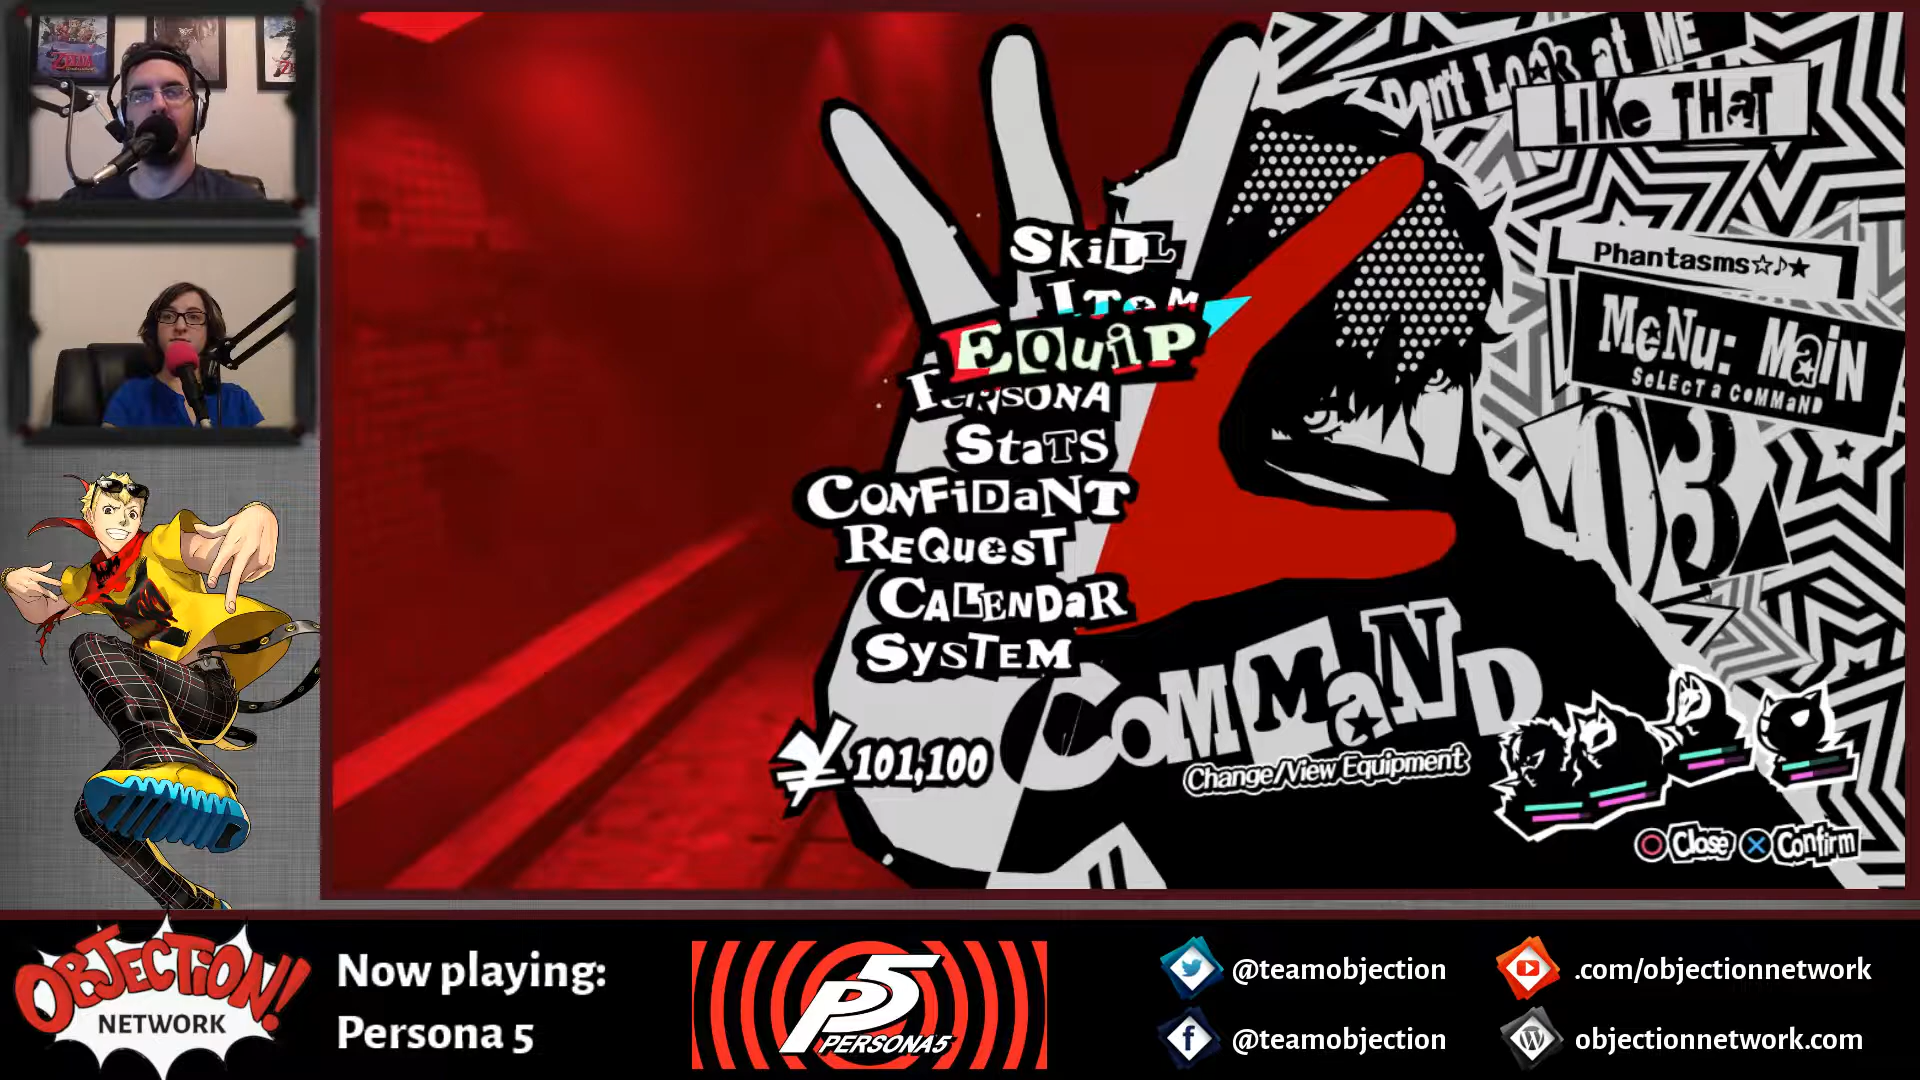 Don't Look at ME
LIKe THaT
Phantasms☆♪★
MeNu: MaiN
SeLeCT a CoMMaND
03
SKiLL
ITeM
EQuiP
PeRSONA
StaTS
CONFiDaNT
ReQuesT
CALENDaR
SySTEM
¥101,100
CoMMaND
Change/View Equipment
Close
Confirm
OBJECTION!
NETWORK
Now playing:
Persona 5
P5
PERSONA5
@teamobjection
.com/objectionnetwork
@teamobjection
objectionnetwork.com